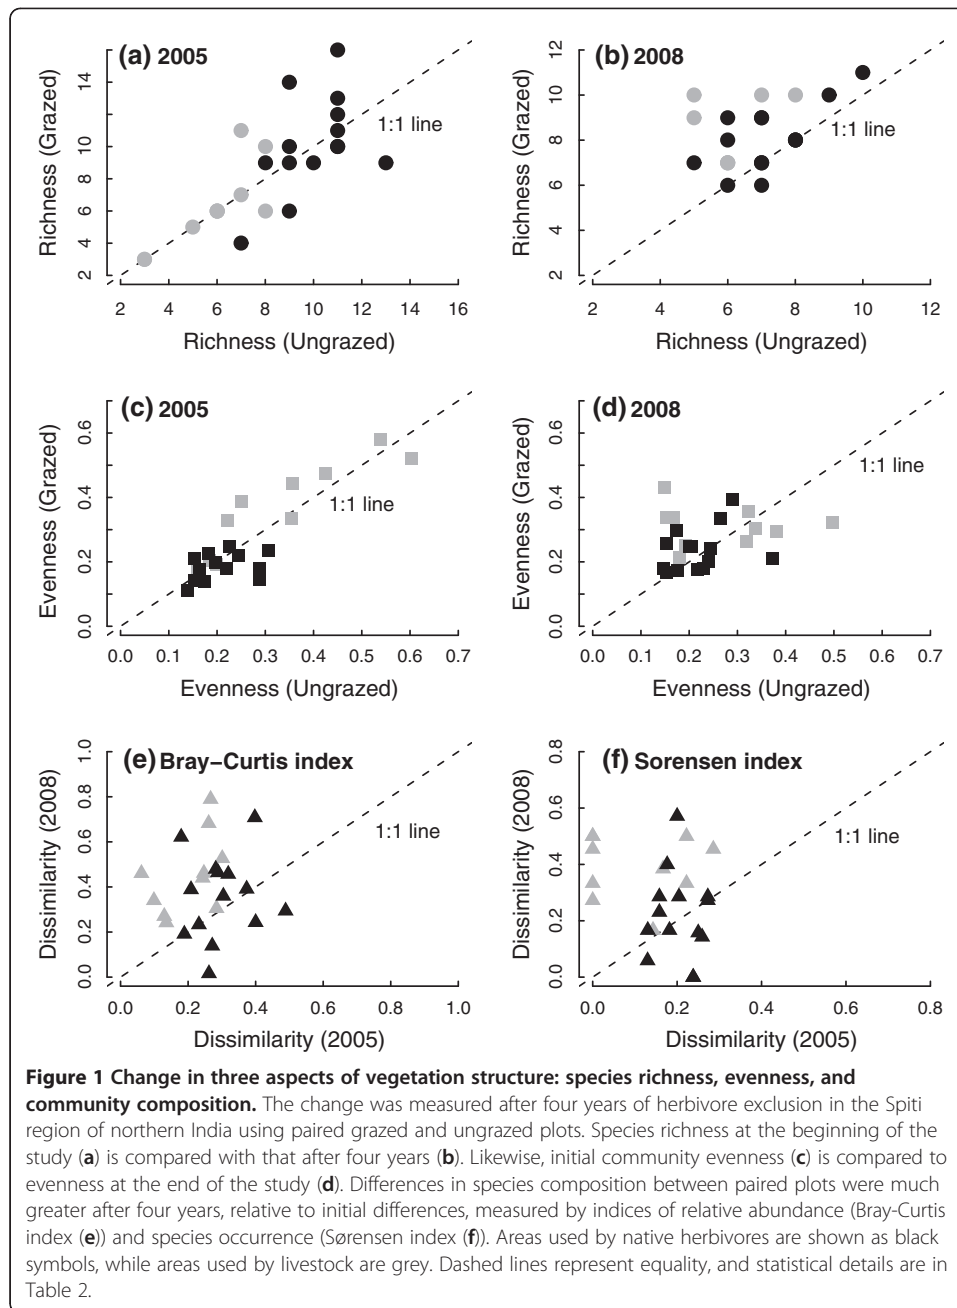 (a) 2005
Richness (Grazed)
2 4 6 8 10 14
1:1 line
2 4 6 8 10 12 14 16
Richness (Ungrazed)
(b) 2008
Richness (Grazed)
2 4 6 8 10 12
1:1 line
2 4 6 8 10 12
Richness (Ungrazed)
(c) 2005
Evenness (Grazed)
0.0 0.2 0.4 0.6
1:1 line
0.0 0.1 0.2 0.3 0.4 0.5 0.6 0.7
Evenness (Ungrazed)
(d) 2008
Evenness (Grazed)
0.0 0.2 0.4 0.6
1:1 line
0.0 0.1 0.2 0.3 0.4 0.5 0.6 0.7
Evenness (Ungrazed)
(e) Bray−Curtis index
Dissimilarity (2008)
0.0 0.2 0.4 0.6 0.8 1.0
1:1 line
0.0 0.2 0.4 0.6 0.8 1.0
Dissimilarity (2005)
(f) Sorensen index
Dissimilarity (2008)
0.0 0.2 0.4 0.6 0.8
1:1 line
0.0 0.2 0.4 0.6 0.8
Dissimilarity (2005)
Figure 1 Change in three aspects of vegetation structure: species richness, evenness, and
community composition. The change was measured after four years of herbivore exclusion in the Spiti
region of northern India using paired grazed and ungrazed plots. Species richness at the beginning of the
study (a) is compared with that after four years (b). Likewise, initial community evenness (c) is compared to
evenness at the end of the study (d). Differences in species composition between paired plots were much
greater after four years, relative to initial differences, measured by indices of relative abundance (Bray-Curtis
index (e)) and species occurrence (Sørensen index (f)). Areas used by native herbivores are shown as black
symbols, while areas used by livestock are grey. Dashed lines represent equality, and statistical details are in
Table 2.